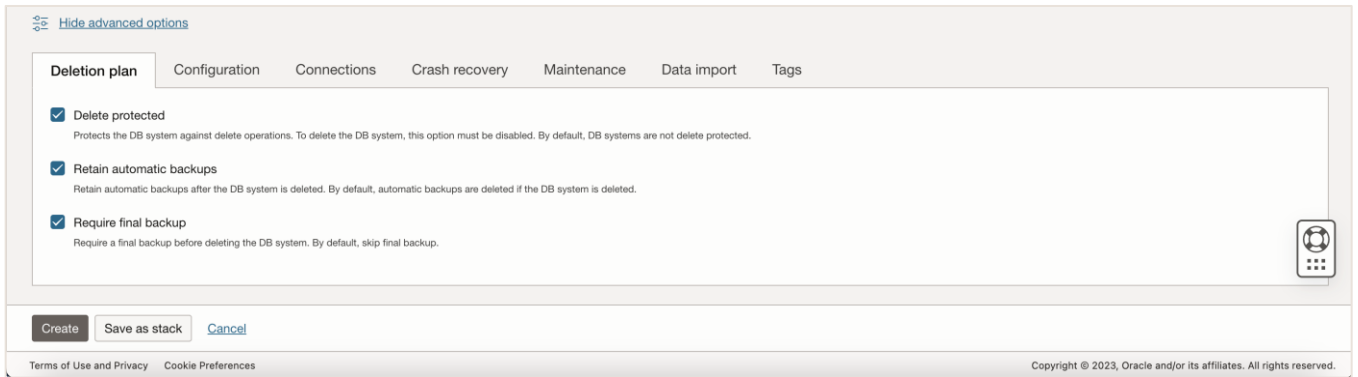 Hide advanced options
Deletion plan Configuration Connections Crash recovery Maintenance Data import Tags
Delete protected
Protects the DB system against delete operations. To delete the DB system, this option must be disabled. By default, DB systems are not delete protected.
Retain automatic backups
Retain automatic backups after the DB system is deleted. By default, automatic backups are deleted if the DB system is deleted.
Require final backup
Require a final backup before deleting the DB system. By default, skip final backup.
Create Save as stack Cancel
Terms of Use and Privacy Cookie Preferences Copyright © 2023, Oracle and/or its affiliates. All rights reserved.